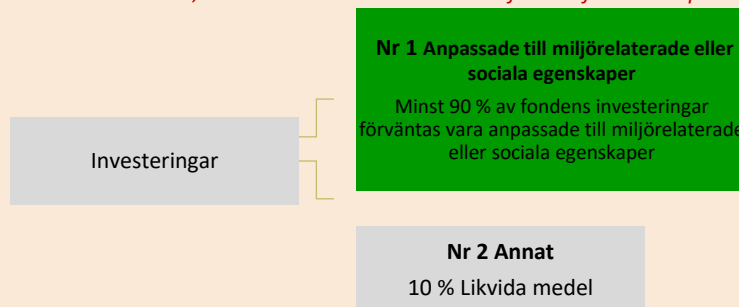 Investeringar
Nr 1 Anpassade till miljörelaterade eller
sociala egenskaper
Minst 90 % av fondens investeringar
förväntas vara anpassade till miljörelaterade
eller sociala egenskaper
Nr 2 Annat
10 % Likvida medel